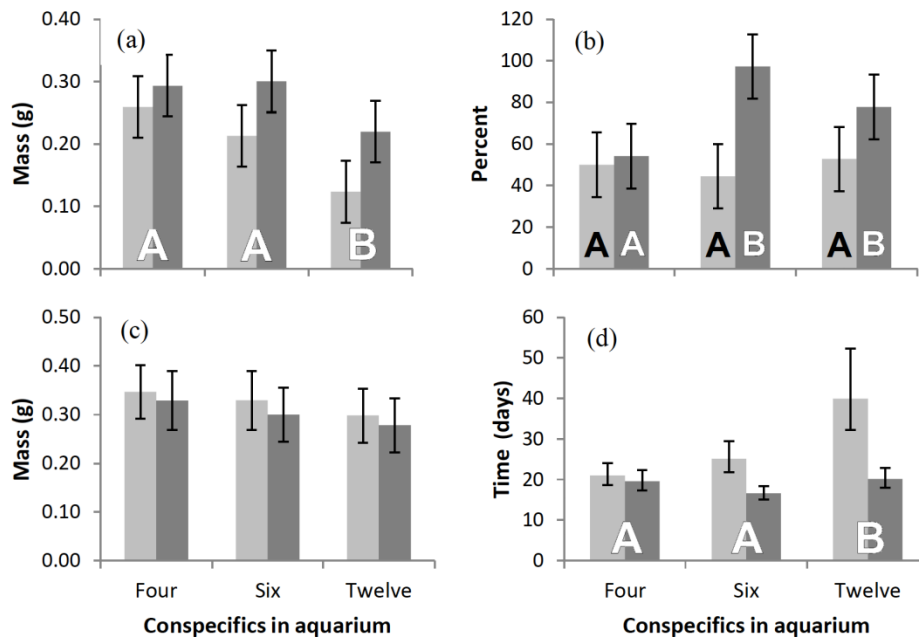 (a)
Mass (g)
0.40
0.30
0.20
0.10
0.00
A
A
B
(b)
Percent
120
100
80
60
40
20
0
A A
A B
A B
(c)
Mass (g)
0.50
0.40
0.30
0.20
0.10
0.00
Four Six Twelve
Conspecifics in aquarium
(d)
Time (days)
60
50
40
30
20
10
0
A
A
B
Four Six Twelve
Conspecifics in aquarium